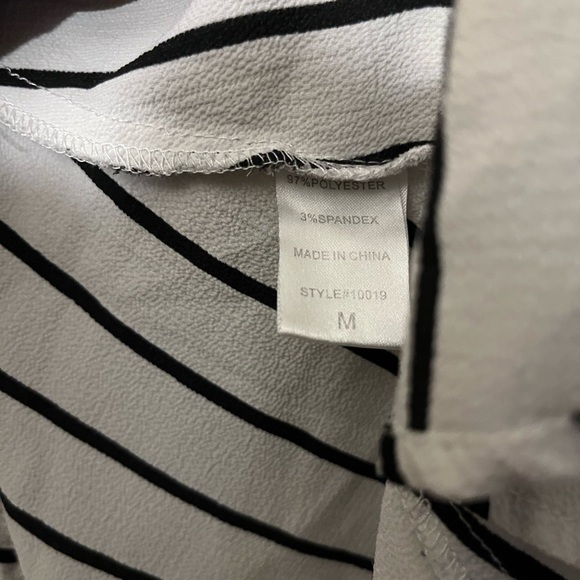 97%POLYESTER
3%SPANDEX
MADE IN CHINA
STYLE#10019
M